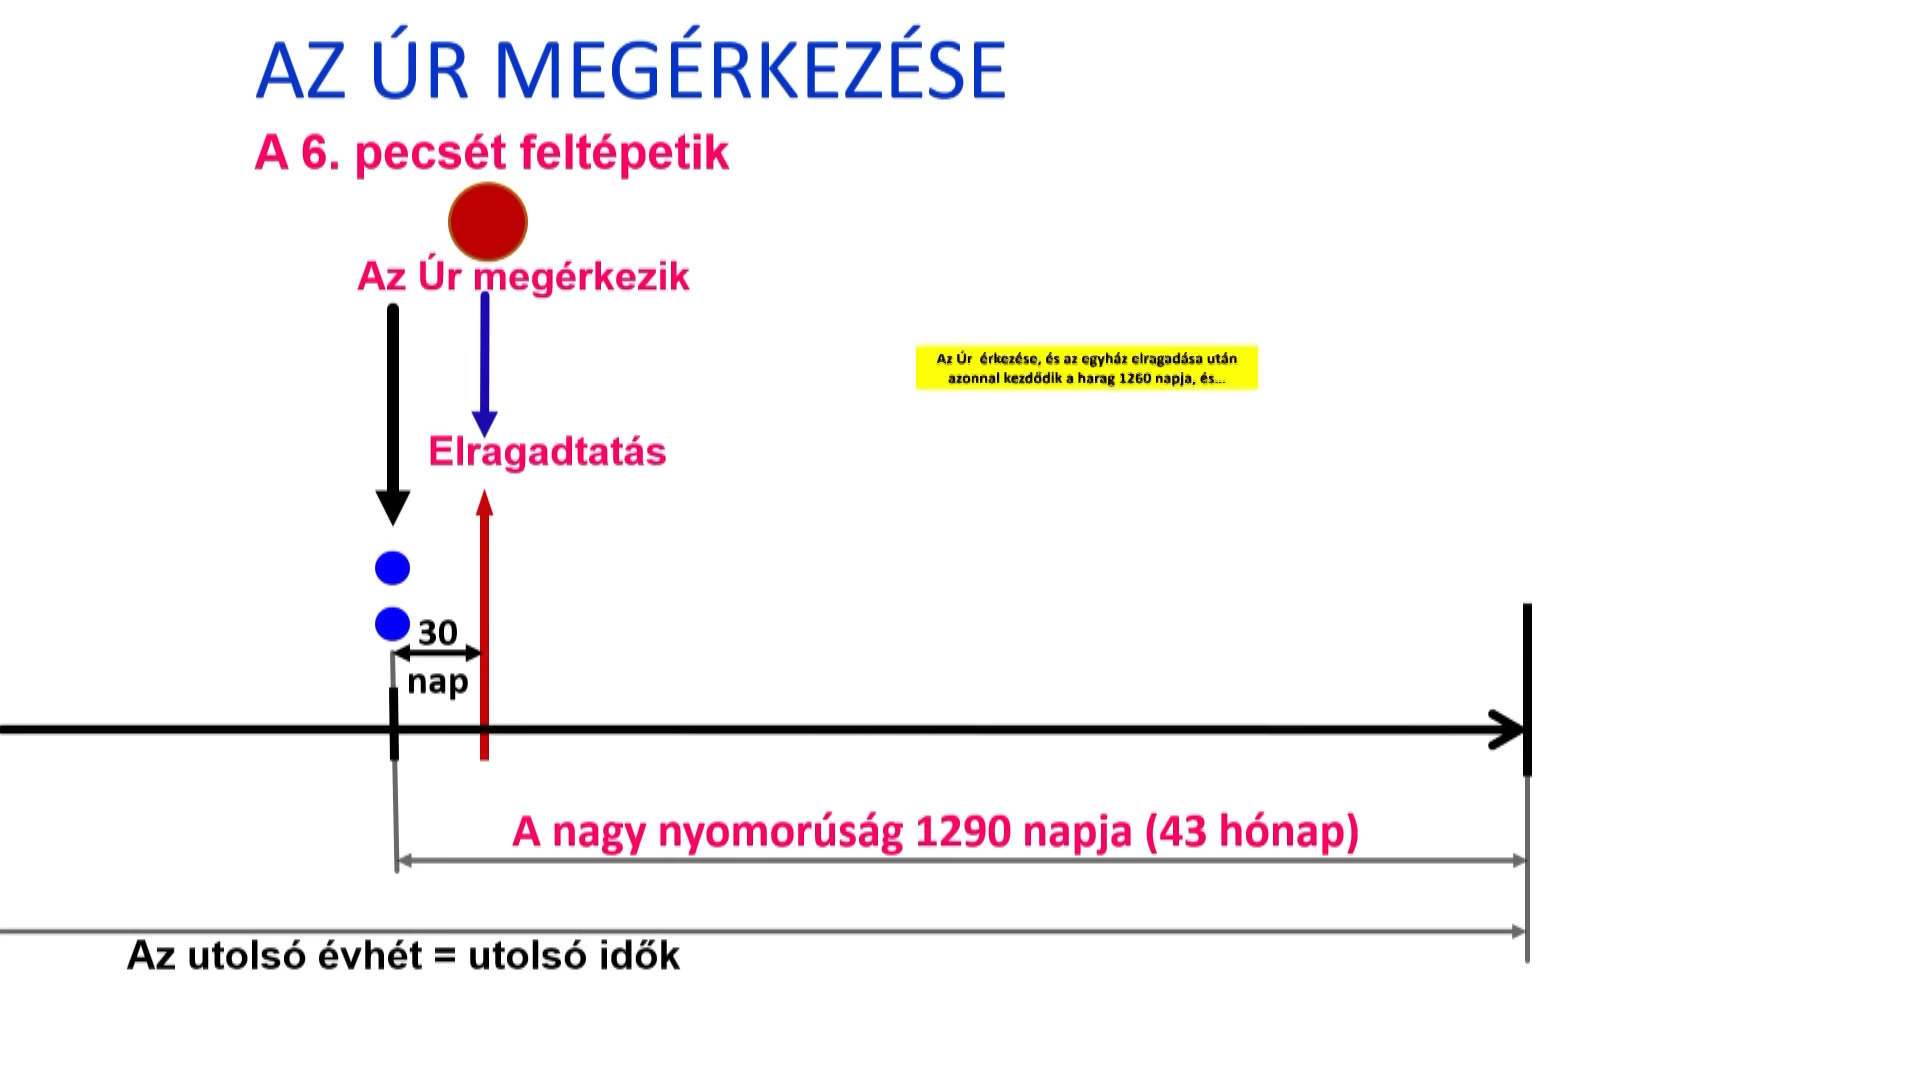 AZ ÚR MEGÉRKEZÉSE
A 6. pecsét feltépetik
Az Úr megérkezik
Az Úr érkezése, és az egyház elragadása után
azonnal kezdődik a harag 1260 napja, és...
Elragadtatás
30
nap
A nagy nyomorúság 1290 napja (43 hónap)
Az utolsó évhét = utolsó idők